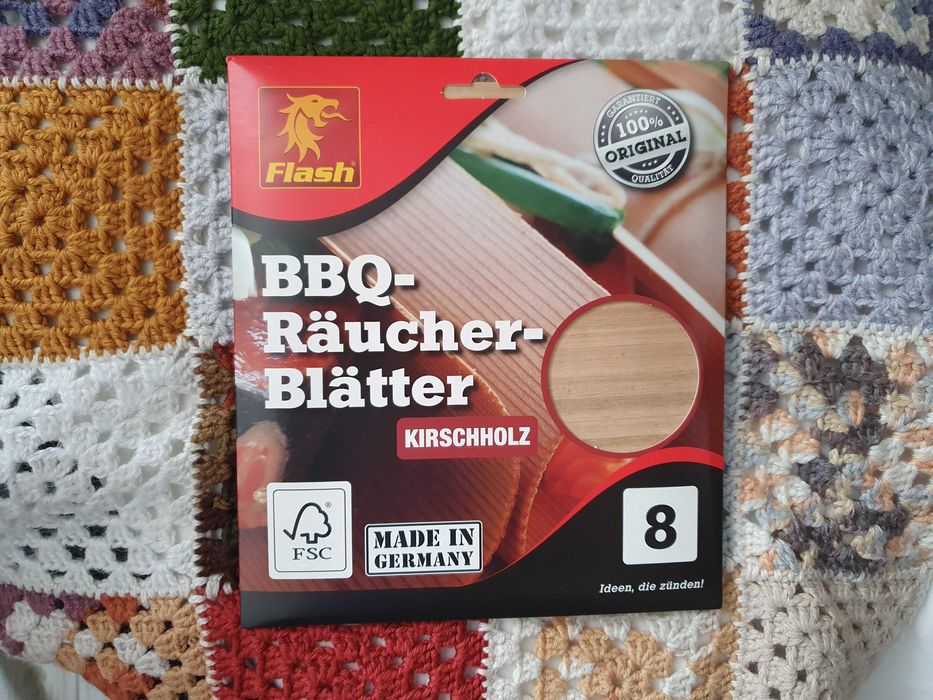 Flash®
GARANTIERT
100%
ORIGINAL
QUALITÄT
BBQ-
Räucher-
Blätter
KIRSCHHOLZ
FSC
MADE IN
GERMANY
8
Ideen, die zünden!